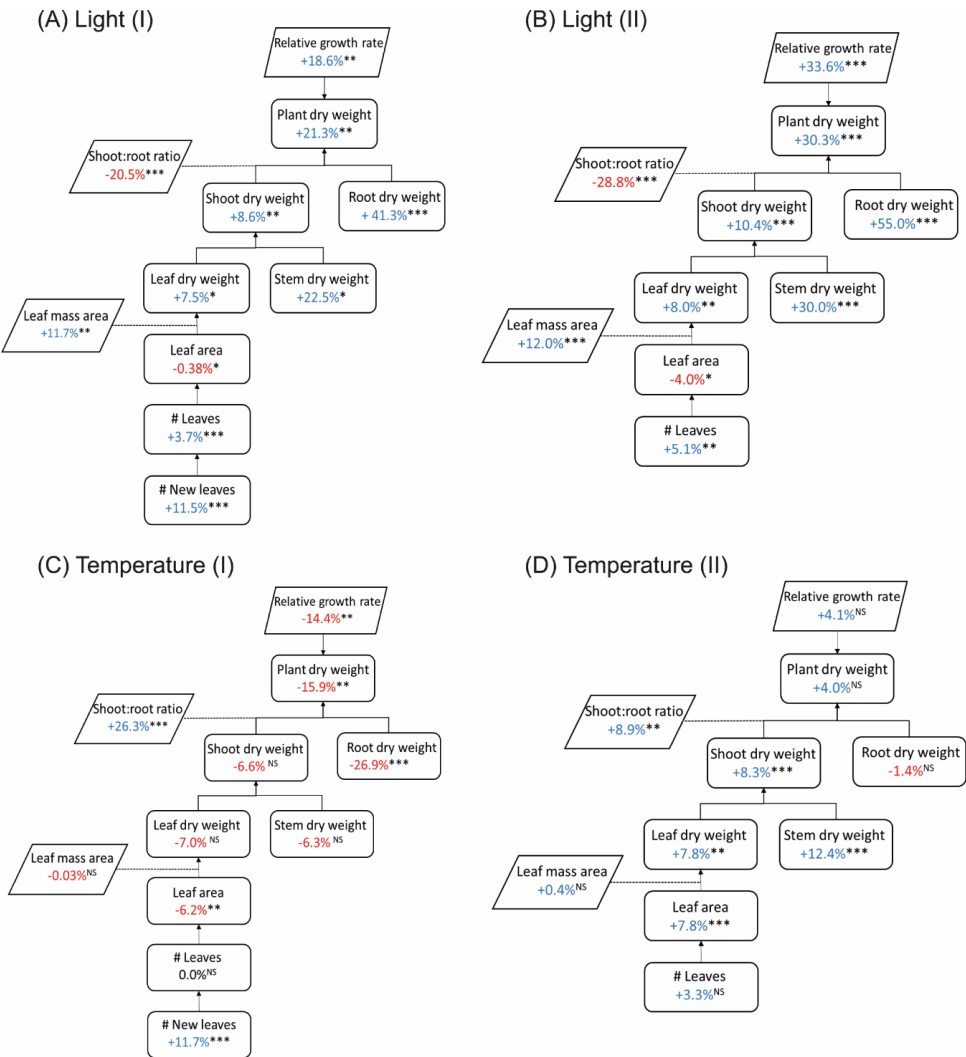 (A) Light (I)
Relative growth rate
+18.6%**
Plant dry weight
+21.3%**
Shoot:root ratio
-20.5%***
Shoot dry weight
+8.6%**
Root dry weight
+ 41.3%***
Leaf dry weight
+7.5%*
Stem dry weight
+22.5%*
Leaf mass area
+11.7%**
Leaf area
-0.38%*
# Leaves
+3.7%***
# New leaves
+11.5%***
(B) Light (II)
Relative growth rate
+33.6%***
Plant dry weight
+30.3%***
Shoot:root ratio
-28.8%***
Shoot dry weight
+10.4%***
Root dry weight
+55.0%***
Leaf dry weight
+8.0%**
Stem dry weight
+30.0%***
Leaf mass area
+12.0%***
Leaf area
-4.0%*
# Leaves
+5.1%**
(C) Temperature (I)
Relative growth rate
-14.4%**
Plant dry weight
-15.9%**
Shoot:root ratio
+26.3%***
Shoot dry weight
-6.6% NS
Root dry weight
-26.9%***
Leaf dry weight
-7.0% NS
Stem dry weight
-6.3% NS
Leaf mass area
-0.03%NS
Leaf area
-6.2%**
# Leaves
0.0%NS
# New leaves
+11.7%***
(D) Temperature (II)
Relative growth rate
+4.1%NS
Plant dry weight
+4.0%NS
Shoot:root ratio
+8.9%**
Shoot dry weight
+8.3%***
Root dry weight
-1.4%NS
Leaf dry weight
+7.8%**
Stem dry weight
+12.4%***
Leaf mass area
+0.4%NS
Leaf area
+7.8%***
# Leaves
+3.3%NS